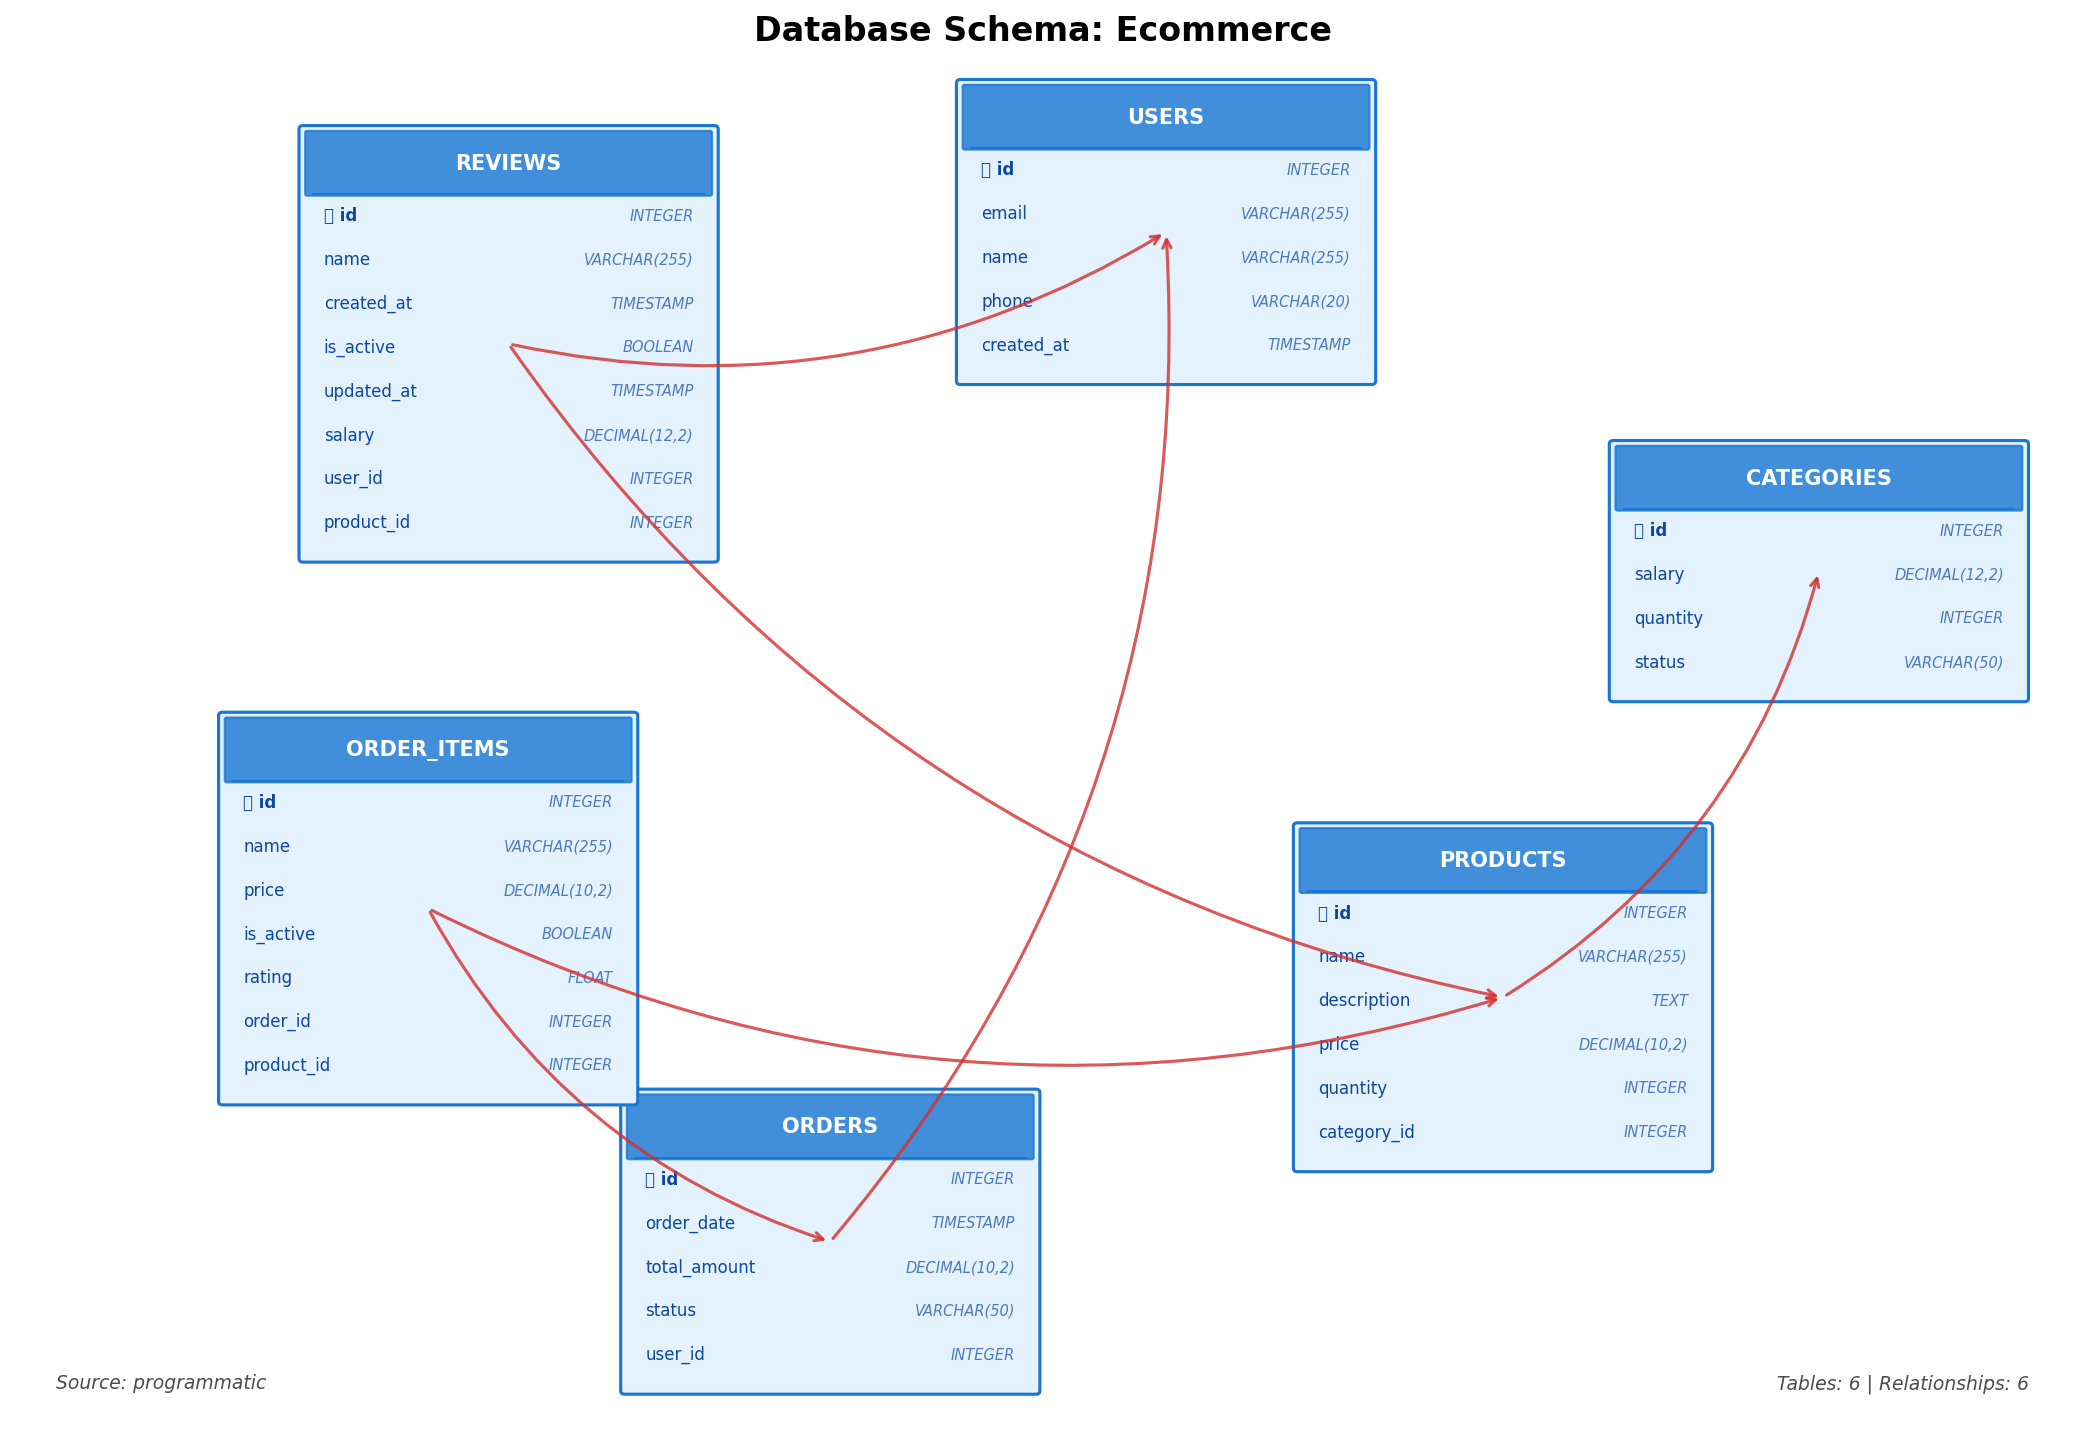 Database Schema: Ecommerce
REVIEWS
id INTEGER
name VARCHAR(255)
created_at TIMESTAMP
is_active BOOLEAN
updated_at TIMESTAMP
salary DECIMAL(12,2)
user_id INTEGER
product_id INTEGER
USERS
id INTEGER
email VARCHAR(255)
name VARCHAR(255)
phone VARCHAR(20)
created_at TIMESTAMP
CATEGORIES
id INTEGER
salary DECIMAL(12,2)
quantity INTEGER
status VARCHAR(50)
ORDER_ITEMS
id INTEGER
name VARCHAR(255)
price DECIMAL(10,2)
is_active BOOLEAN
rating FLOAT
order_id INTEGER
product_id INTEGER
PRODUCTS
id INTEGER
name VARCHAR(255)
description TEXT
price DECIMAL(10,2)
quantity INTEGER
category_id INTEGER
ORDERS
id INTEGER
order_date TIMESTAMP
total_amount DECIMAL(10,2)
status VARCHAR(50)
user_id INTEGER
Source: programmatic
Tables: 6 | Relationships: 6